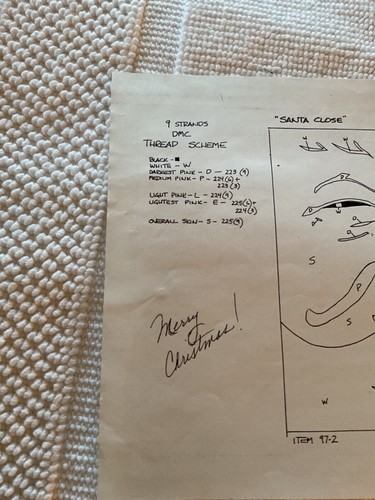 9 STRANDS
DMC
THREAD SCHEME
"SANTA CLOSE"
BLACK - ■
WHITE - W
DARKEST PINK - D - 223 (9)
MEDIUM PINK - P - 224 (6) +
223 (3)
LIGHT PINK - L - 224 (9)
LIGHTEST PINK - E - 225 (6) +
224 (3)
OVERALL SKIN - S - 225 (9)
Merry
Christmas!
W
W
D
W
S
P
S
P
W
ITEM 97-2